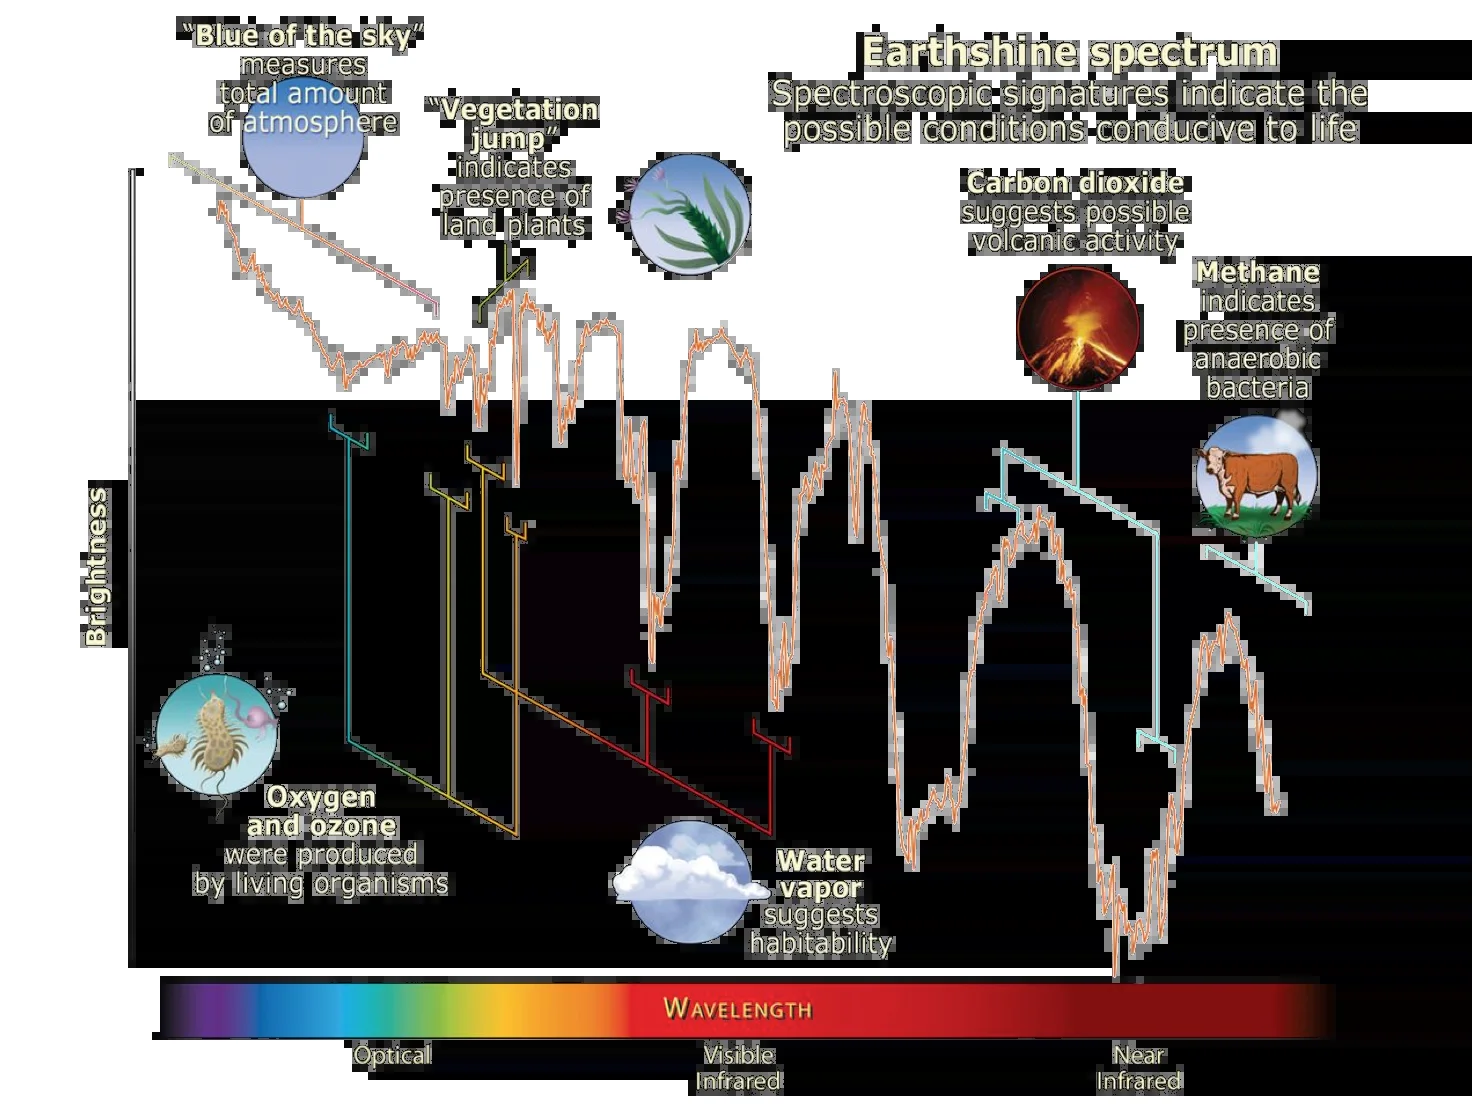 "Blue of the sky"
measures
total amount
of atmosphere
"Vegetation
jump"
indicates
presence of
land plants
Earthshine spectrum
Spectroscopic signatures indicate the
possible conditions conducive to life
Carbon dioxide
suggests possible
volcanic activity
Methane
indicates
presence of
anaerobic
bacteria
Brightness
Oxygen
and ozone
were produced
by living organisms
Water
vapor
suggests
habitability
WAVELENGTH
Optical
Visible
Infrared
Near
Infrared